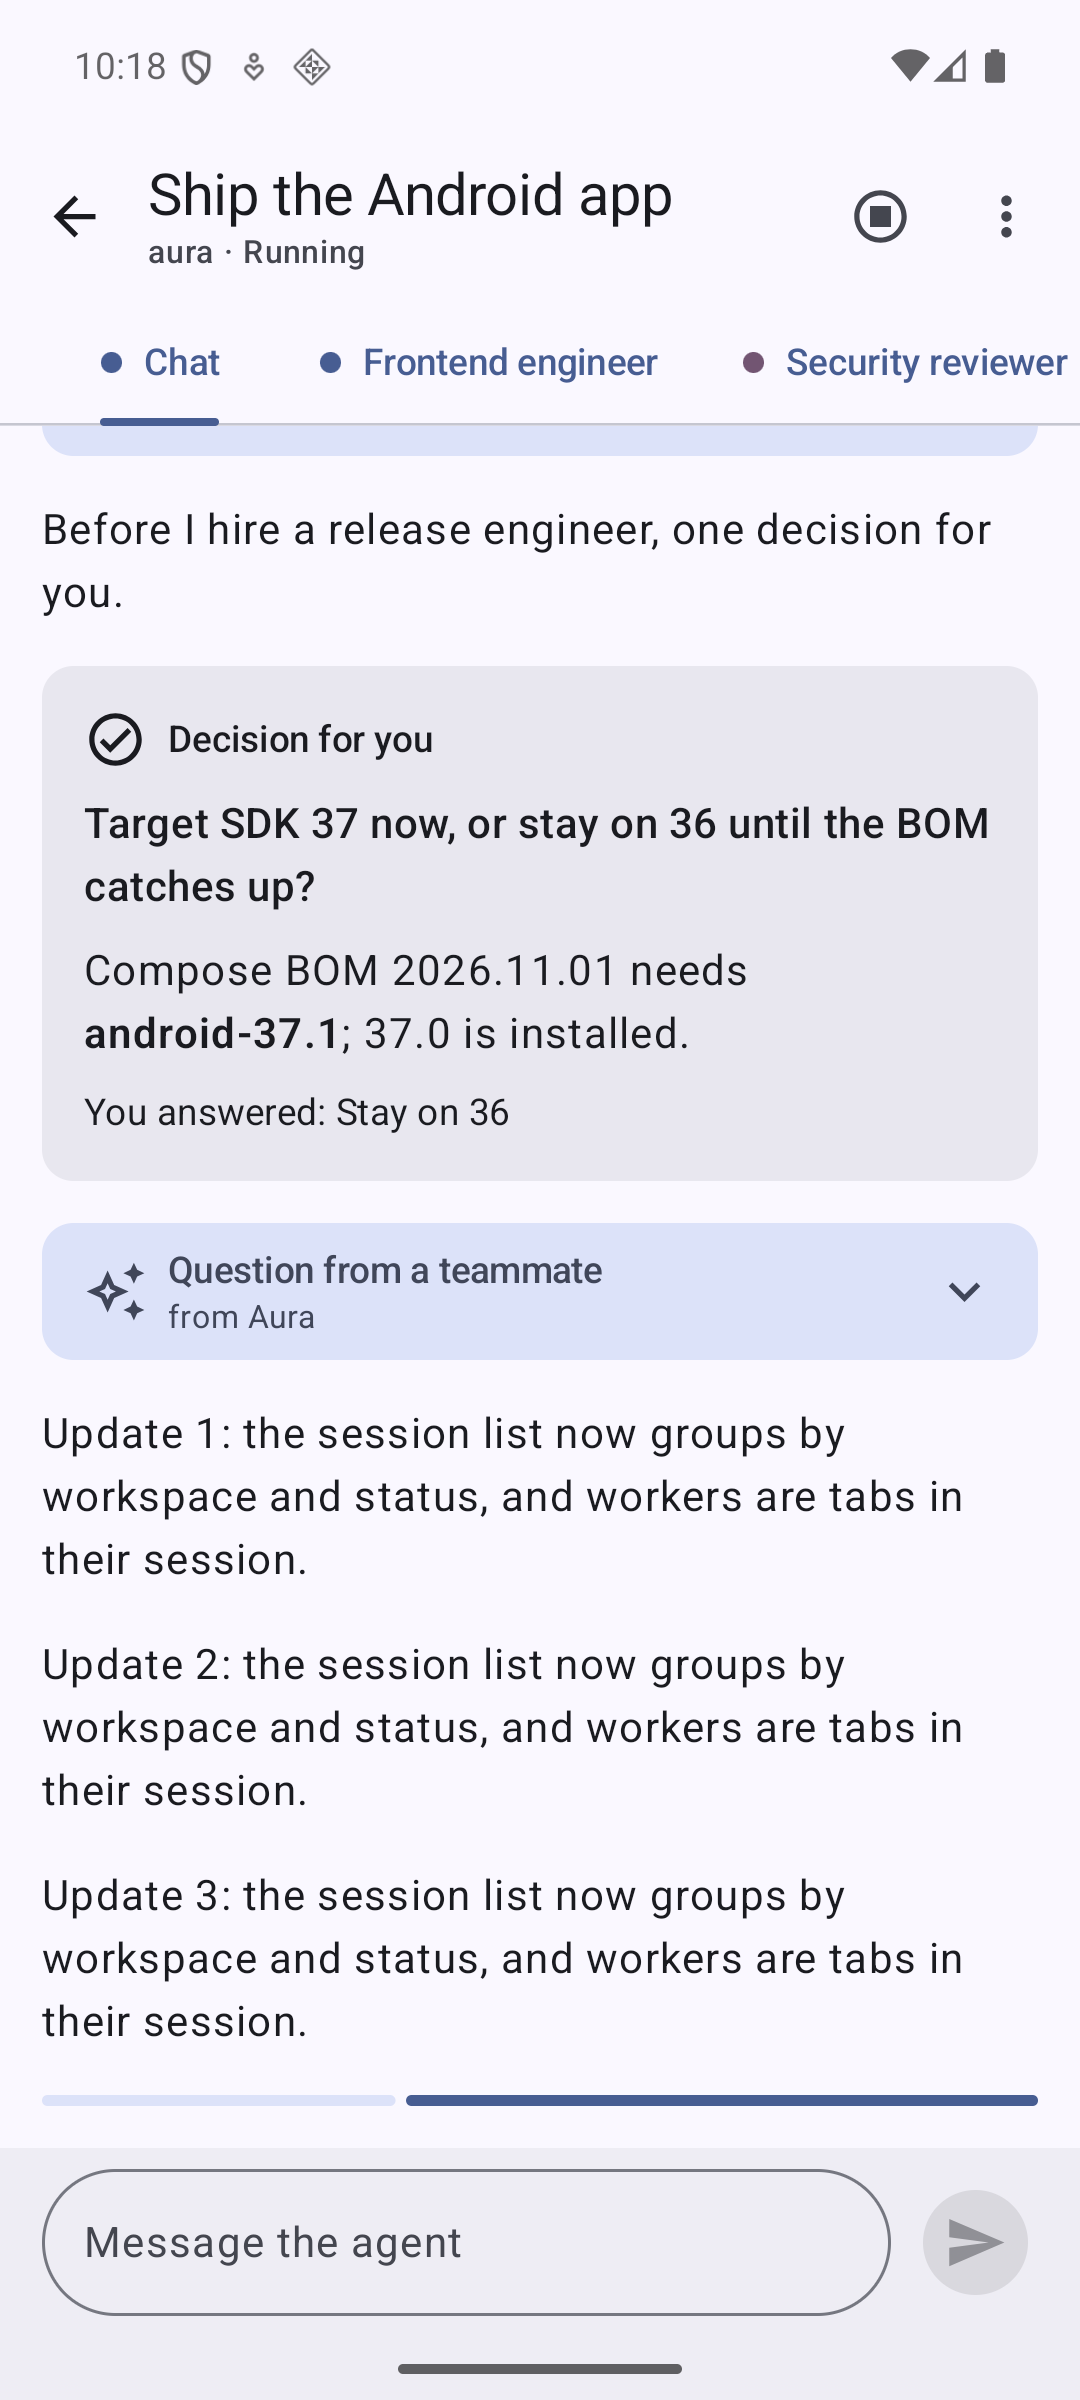 10:18
Ship the Android app
aura · Running
Chat
Frontend engineer
Security reviewer
Before I hire a release engineer, one decision for
you.
Decision for you
Target SDK 37 now, or stay on 36 until the BOM
catches up?
Compose BOM 2026.11.01 needs
android-37.1; 37.0 is installed.
You answered: Stay on 36
Question from a teammate
from Aura
Update 1: the session list now groups by
workspace and status, and workers are tabs in
their session.
Update 2: the session list now groups by
workspace and status, and workers are tabs in
their session.
Update 3: the session list now groups by
workspace and status, and workers are tabs in
their session.
Message the agent